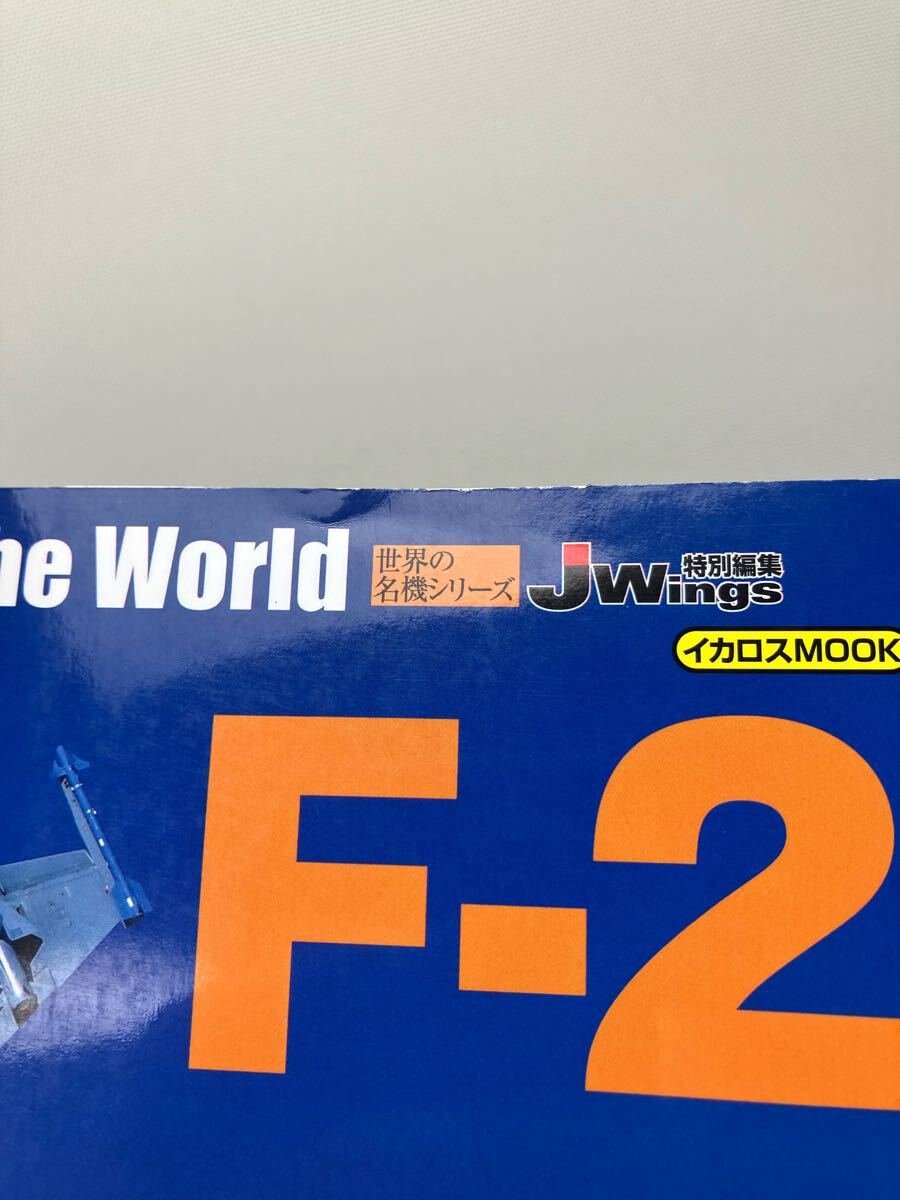 he World
世界の
名機シリーズ
JWings
特別編集
イカロスMOOK
F-2